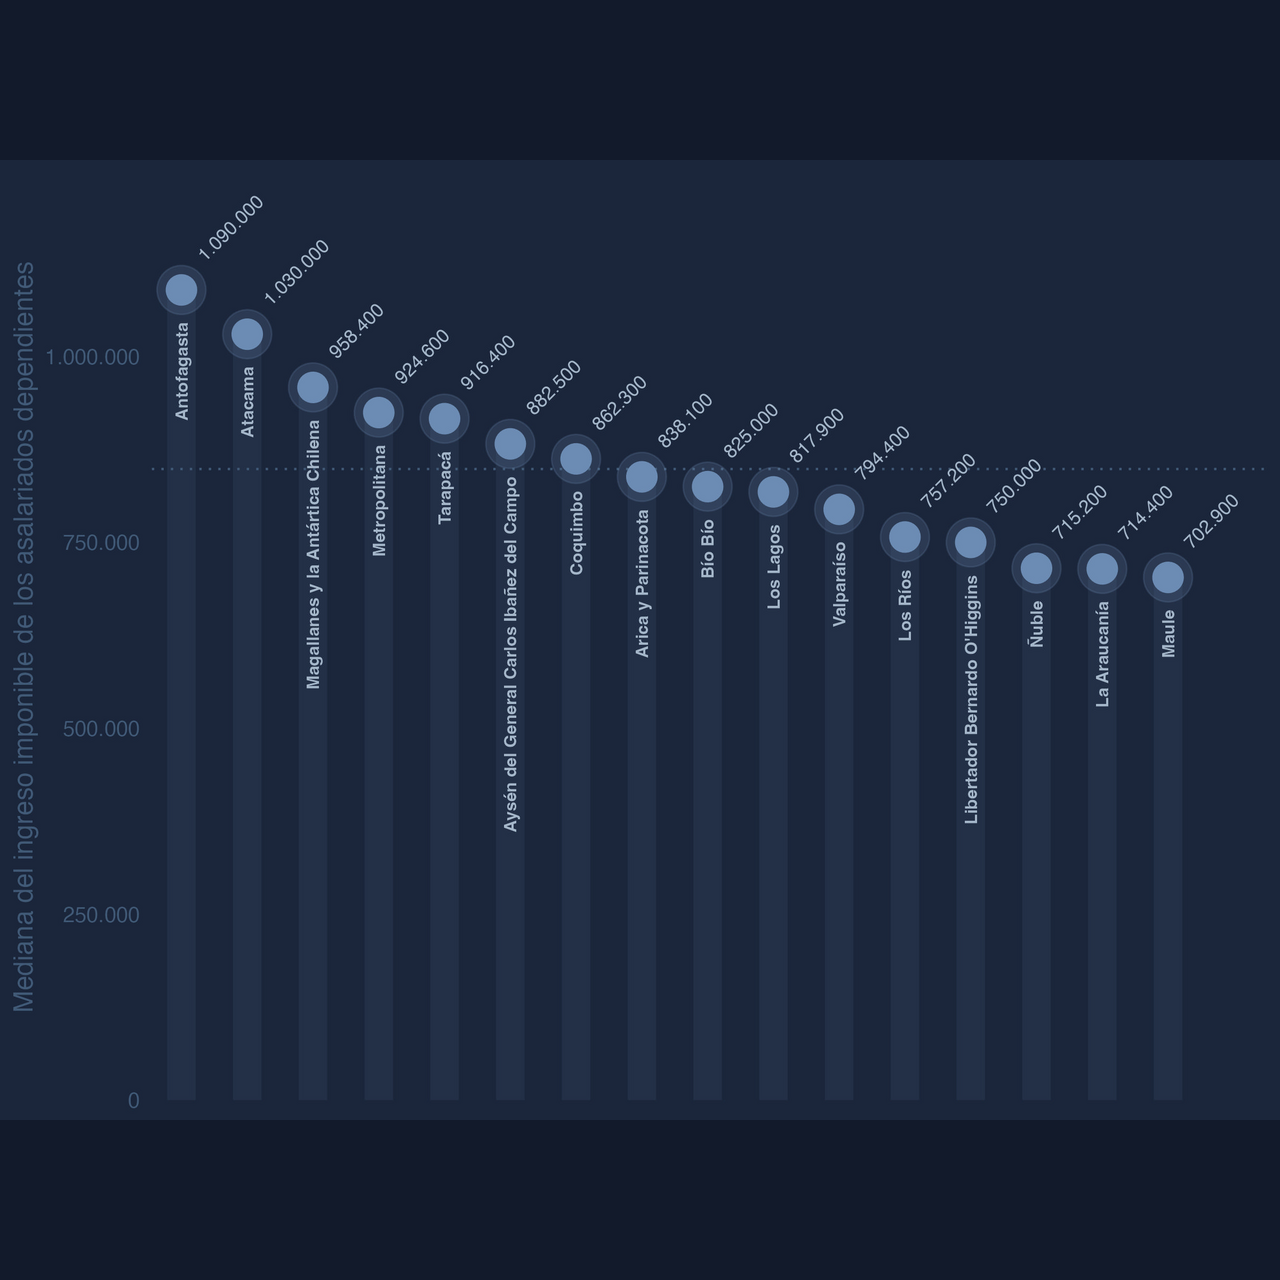 Mediana del ingreso imponible de los asalariados dependientes
1.000.000
750.000
500.000
250.000
0
1.090.000
Antofagasta
1.030.000
Atacama
958.400
Magallanes y la Antártica Chilena
924.600
Metropolitana
916.400
Tarapacá
882.500
Aysén del General Carlos Ibañez del Campo
862.300
Coquimbo
838.100
Arica y Parinacota
825.000
Bío Bío
817.900
Los Lagos
794.400
Valparaíso
757.200
Los Ríos
750.000
Libertador Bernardo O'Higgins
715.200
Ñuble
714.400
La Araucanía
702.900
Maule